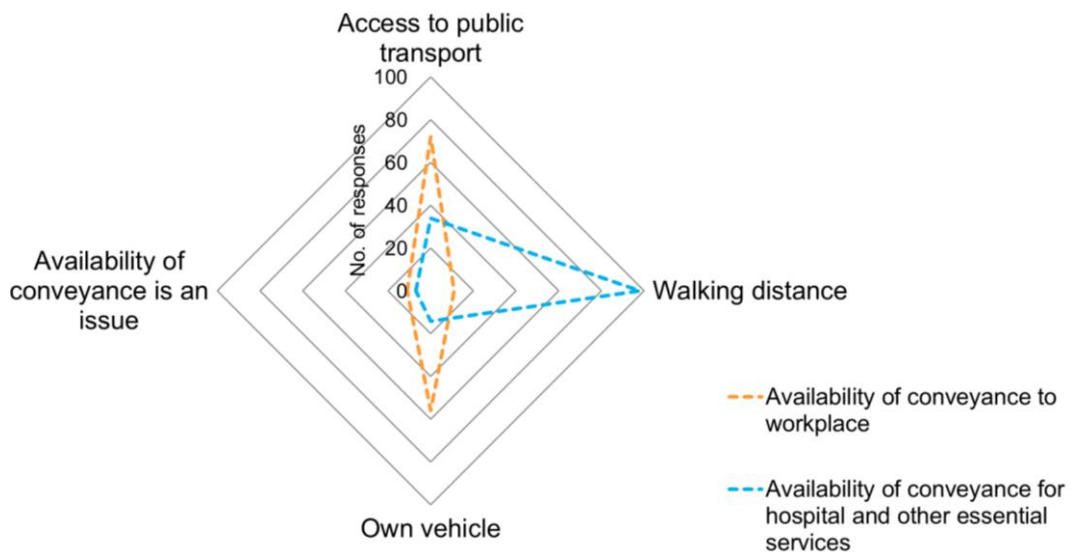 Access to public
transport
100
80
60
40
20
0
No. of responses
Availability of
conveyance is an
issue
Walking distance
Own vehicle
Availability of conveyance to
workplace
Availability of conveyance for
hospital and other essential
services